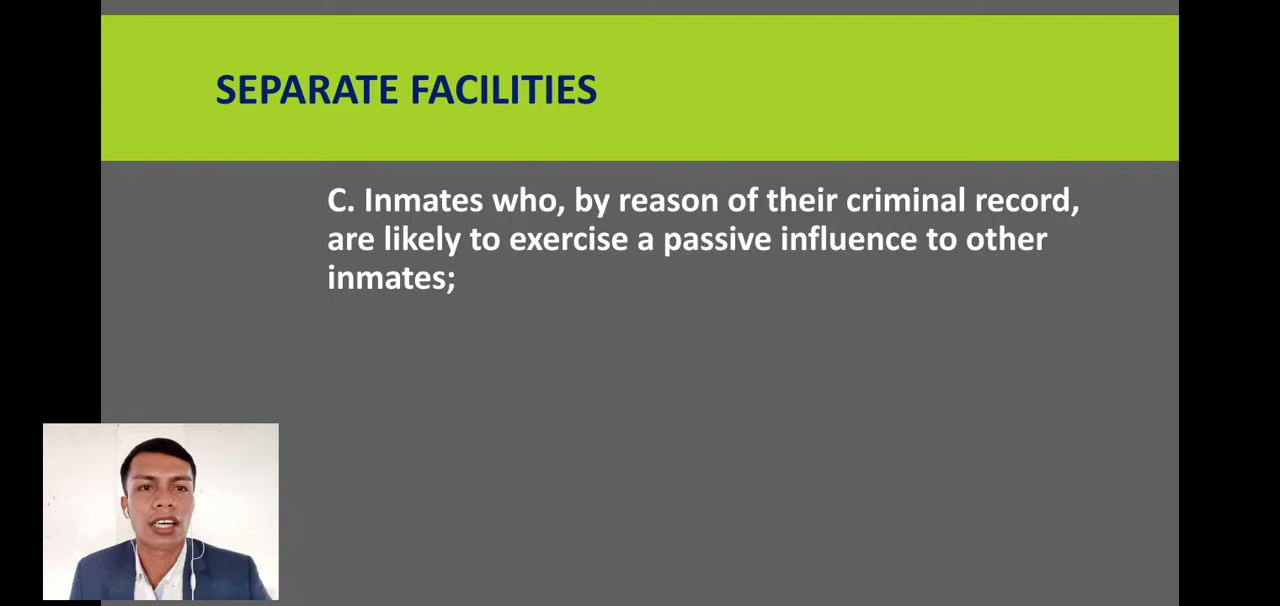 SEPARATE FACILITIES
C. Inmates who, by reason of their criminal record,
are likely to exercise a passive influence to other
inmates;